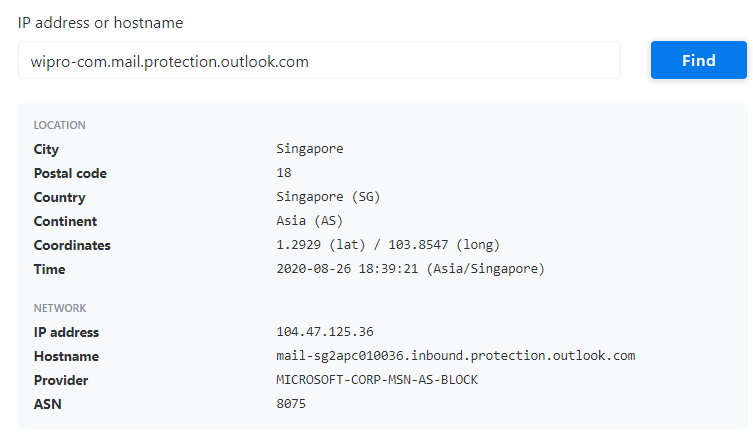 IP address or hostname
wipro-com.mail.protection.outlook.com Find
LOCATION
City Singapore
Postal code 18
Country Singapore (SG)
Continent Asia (AS)
Coordinates 1.2929 (lat) / 103.8547 (long)
Time 2020-08-26 18:39:21 (Asia/Singapore)
NETWORK
IP address 104.47.125.36
Hostname mail-sg2apc010036.inbound.protection.outlook.com
Provider MICROSOFT-CORP-MSN-AS-BLOCK
ASN 8075